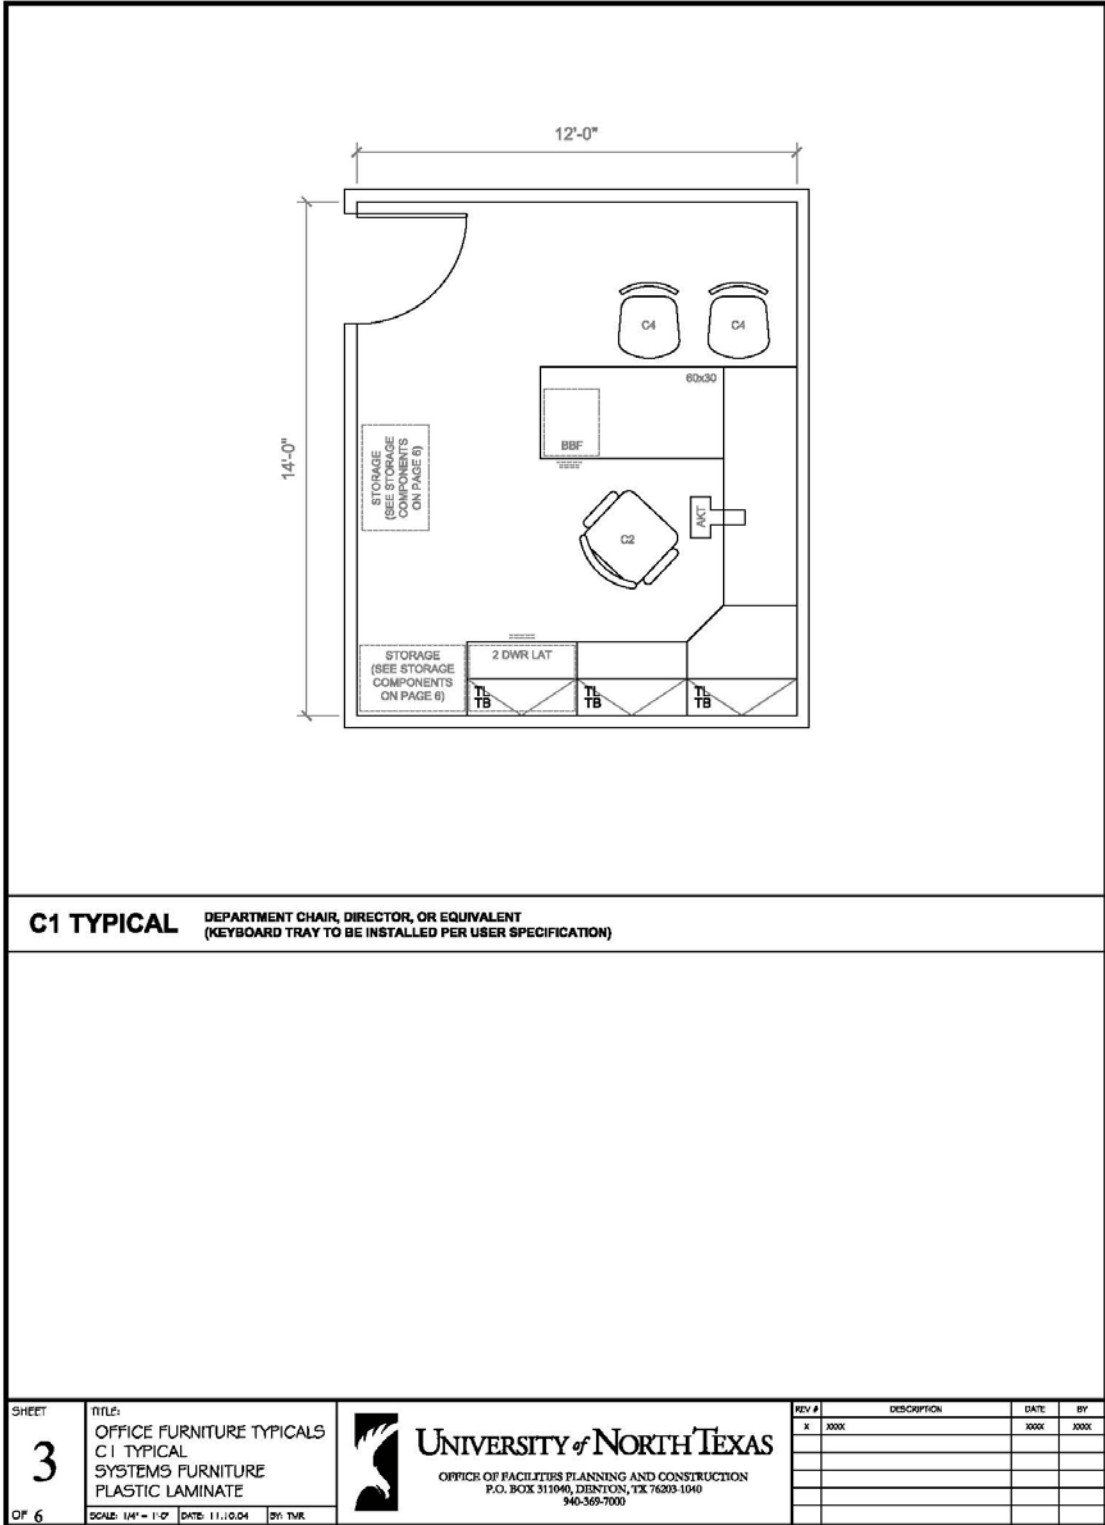 12'-0"
14'-0"
C4
C4
60x30
BBF
STORAGE
(SEE STORAGE
COMPONENTS
ON PAGE 6)
AKT
C2
STORAGE
(SEE STORAGE
COMPONENTS
ON PAGE 6)
2 DWR LAT
TL
TB
TL
TB
TL
TB
C1 TYPICAL
DEPARTMENT CHAIR, DIRECTOR, OR EQUIVALENT
(KEYBOARD TRAY TO BE INSTALLED PER USER SPECIFICATION)
SHEET
3
OF 6
TITLE:
OFFICE FURNITURE TYPICALS
C1 TYPICAL
SYSTEMS FURNITURE
PLASTIC LAMINATE
SCALE: 1/4" = 1'-0" DATE: 11.10.04 BY: TWR
UNIVERSITY of NORTH TEXAS
OFFICE OF FACILITIES PLANNING AND CONSTRUCTION
P.O. BOX 311040, DENTON, TX 76203-1040
940-369-7000
REV # DESCRIPTION DATE BY
X XXXX XXXX XXXX